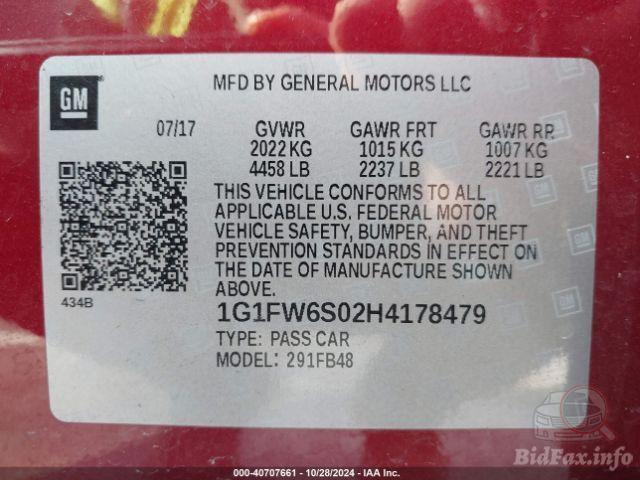 GM
MFD BY GENERAL MOTORS LLC
07/17 GVWR GAWR FRT GAWR RR
2022 KG 1015 KG 1007 KG
4458 LB 2237 LB 2221 LB
THIS VEHICLE CONFORMS TO ALL
APPLICABLE U.S. FEDERAL MOTOR
VEHICLE SAFETY, BUMPER, AND THEFT
PREVENTION STANDARDS IN EFFECT ON
THE DATE OF MANUFACTURE SHOWN
ABOVE.
434B
1G1FW6S02H4178479
TYPE: PASS CAR
MODEL: 291FB48
BidFax.info
000-40707661 | 10/28/2024 | IAA Inc.